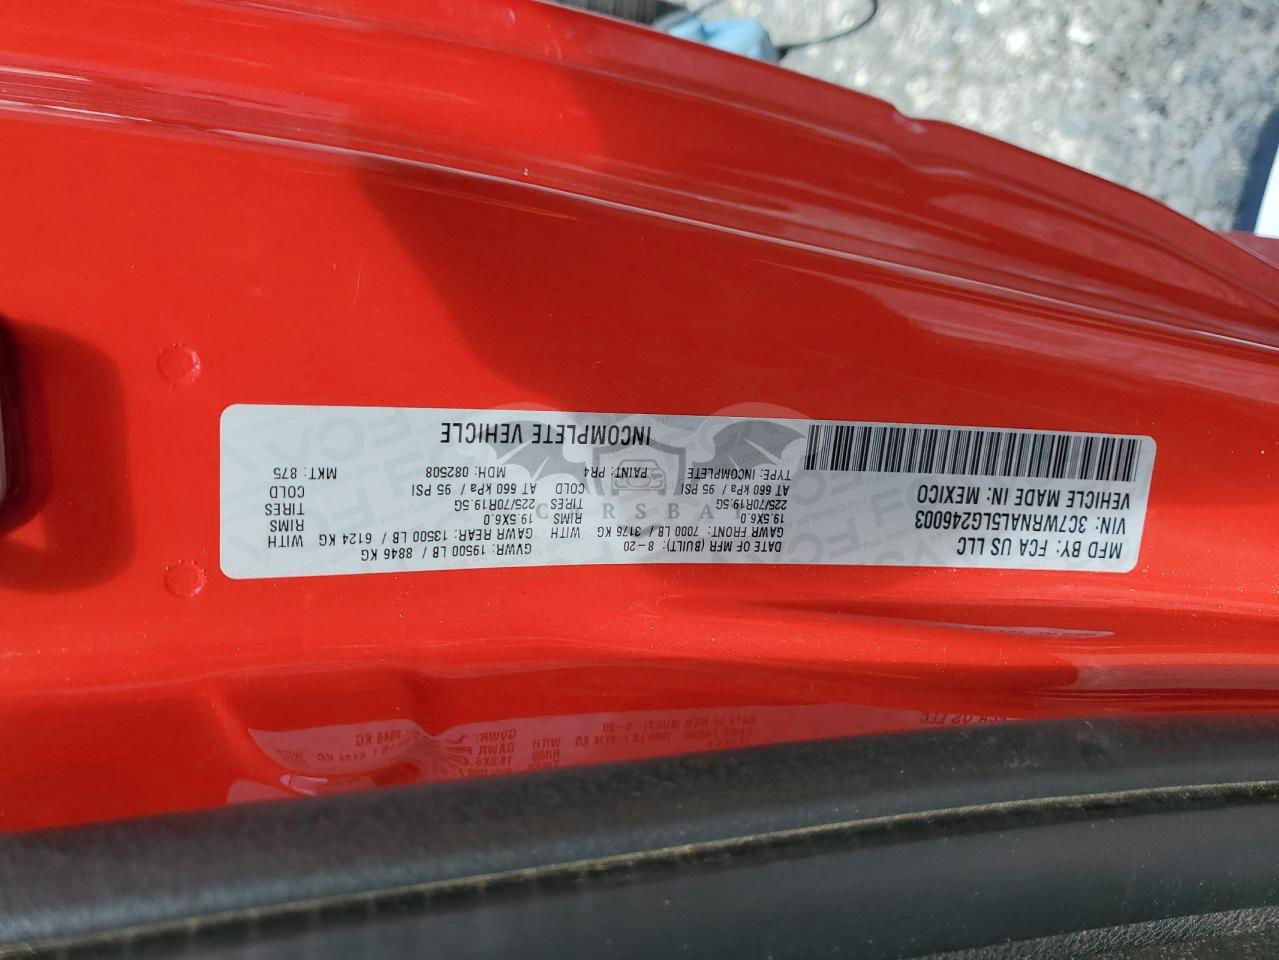 MFD BY: FCA US LLC
DATE OF MFR (BUILT): 8-20
GVWR: 19500 LB / 8846 KG
VIN: 3C7WRNAL5LG246003
GAWR FRONT: 7000 LB / 3176 KG
WITH
GAWR REAR: 13500 LB / 6124 KG
WITH
VEHICLE MADE IN: MEXICO
19.5X6.0
RIMS
19.5X6.0
RIMS
225/70R19.5G
TIRES
225/70R19.5G
TIRES
AT 660 kPa / 95 PSI
COLD
AT 660 kPa / 95 PSI
COLD
TYPE: INCOMPLETE
PAINT: PR4
MDH: 082508
MKT: 875
INCOMPLETE VEHICLE